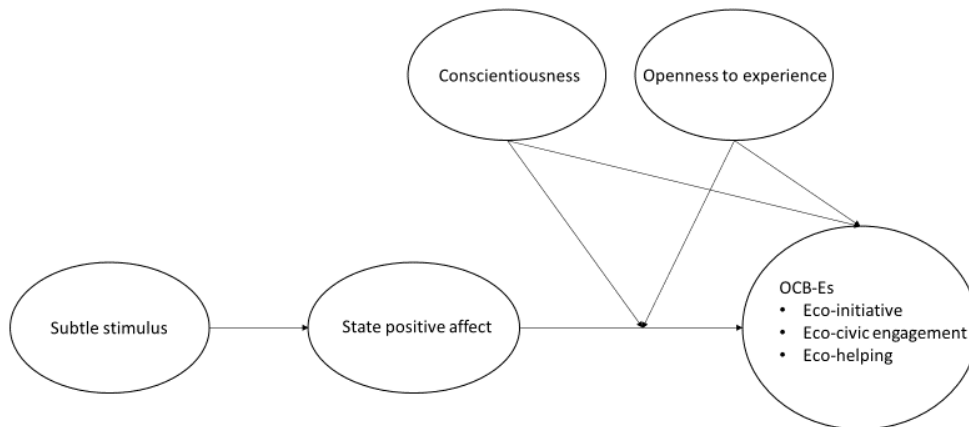 Conscientiousness
Openness to experience
Subtle stimulus
State positive affect
OCB-Es
• Eco-initiative
• Eco-civic engagement
• Eco-helping